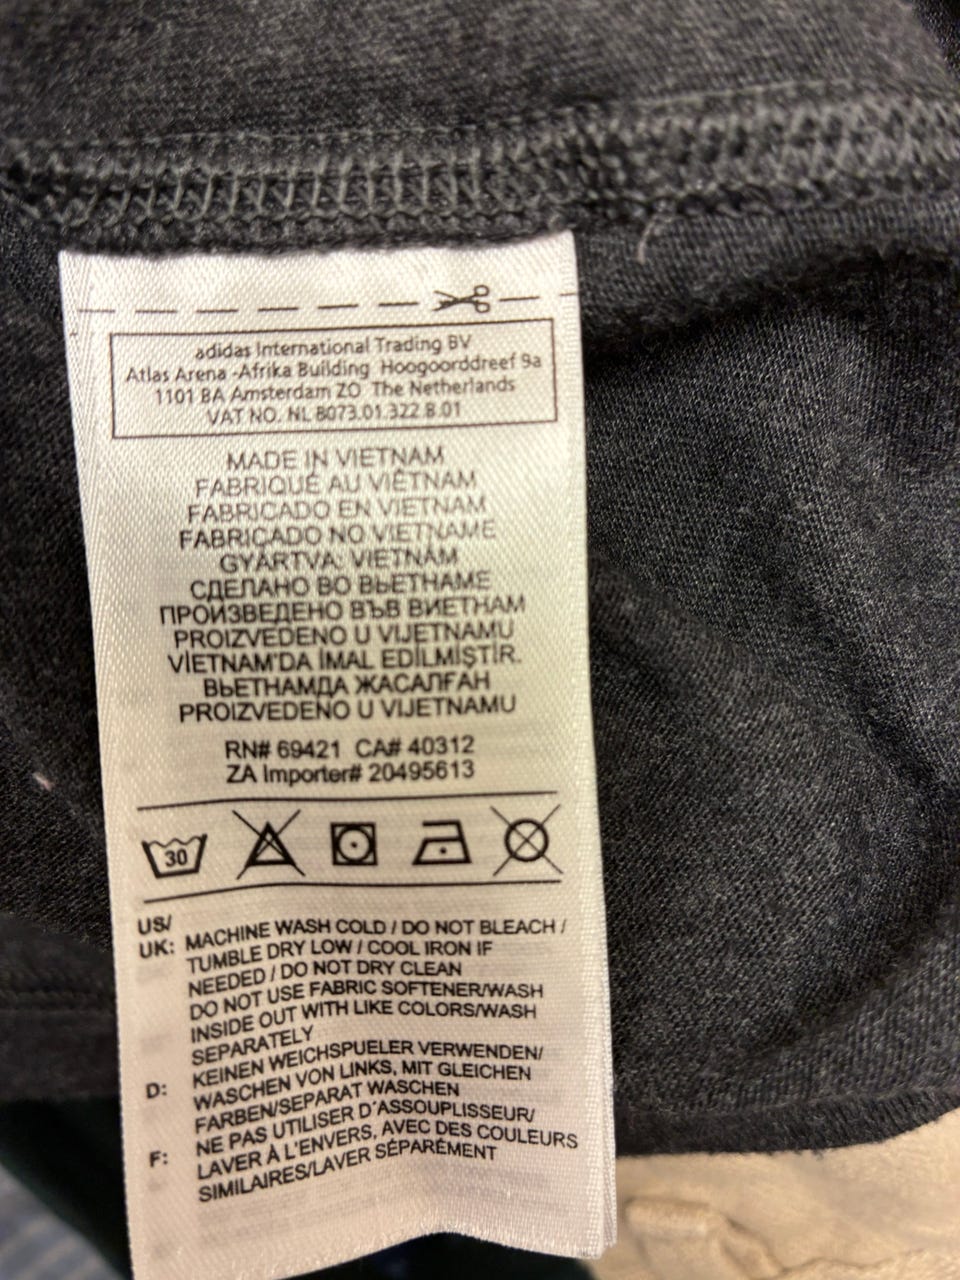 adidas International Trading BV
Atlas Arena -Afrika Building Hoogoorddreef 9a
1101 BA Amsterdam ZO The Netherlands
VAT NO. NL 8073.01.322.B.01
MADE IN VIETNAM
FABRIQUÉ AU VIÊTNAM
FABRICADO EN VIETNAM
FABRICADO NO VIETNAME
GYÁRTVA: VIETNÁM
СДЕЛАНО ВО ВЬЕТНАМЕ
ПРОИЗВЕДЕНО ВЪВ ВИЕТНАМ
PROIZVEDENO U VIJETNAMU
VİETNAM'DA İMAL EDİLMİŞTİR.
ВЬЕТНАМДА ЖАСАЛҒАН
PROIZVEDENO U VIJETNAMU
RN# 69421 CA# 40312
ZA Importer# 20495613
30
US/
UK: MACHINE WASH COLD / DO NOT BLEACH /
TUMBLE DRY LOW / COOL IRON IF
NEEDED / DO NOT DRY CLEAN
DO NOT USE FABRIC SOFTENER/WASH
INSIDE OUT WITH LIKE COLORS/WASH
SEPARATELY
D: KEINEN WEICHSPUELER VERWENDEN/
WASCHEN VON LINKS, MIT GLEICHEN
FARBEN/SEPARAT WASCHEN
F: NE PAS UTILISER D'ASSOUPLISSEUR/
LAVER À L'ENVERS, AVEC DES COULEURS
SIMILAIRES/LAVER SÉPARÉMENT